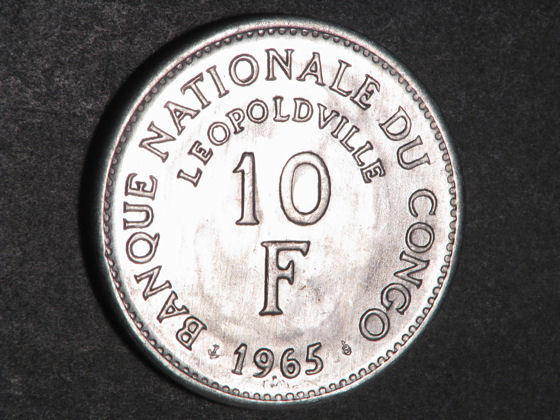 BANQUE NATIONALE DU CONGO
LEOPOLDVILLE
10
F
1965